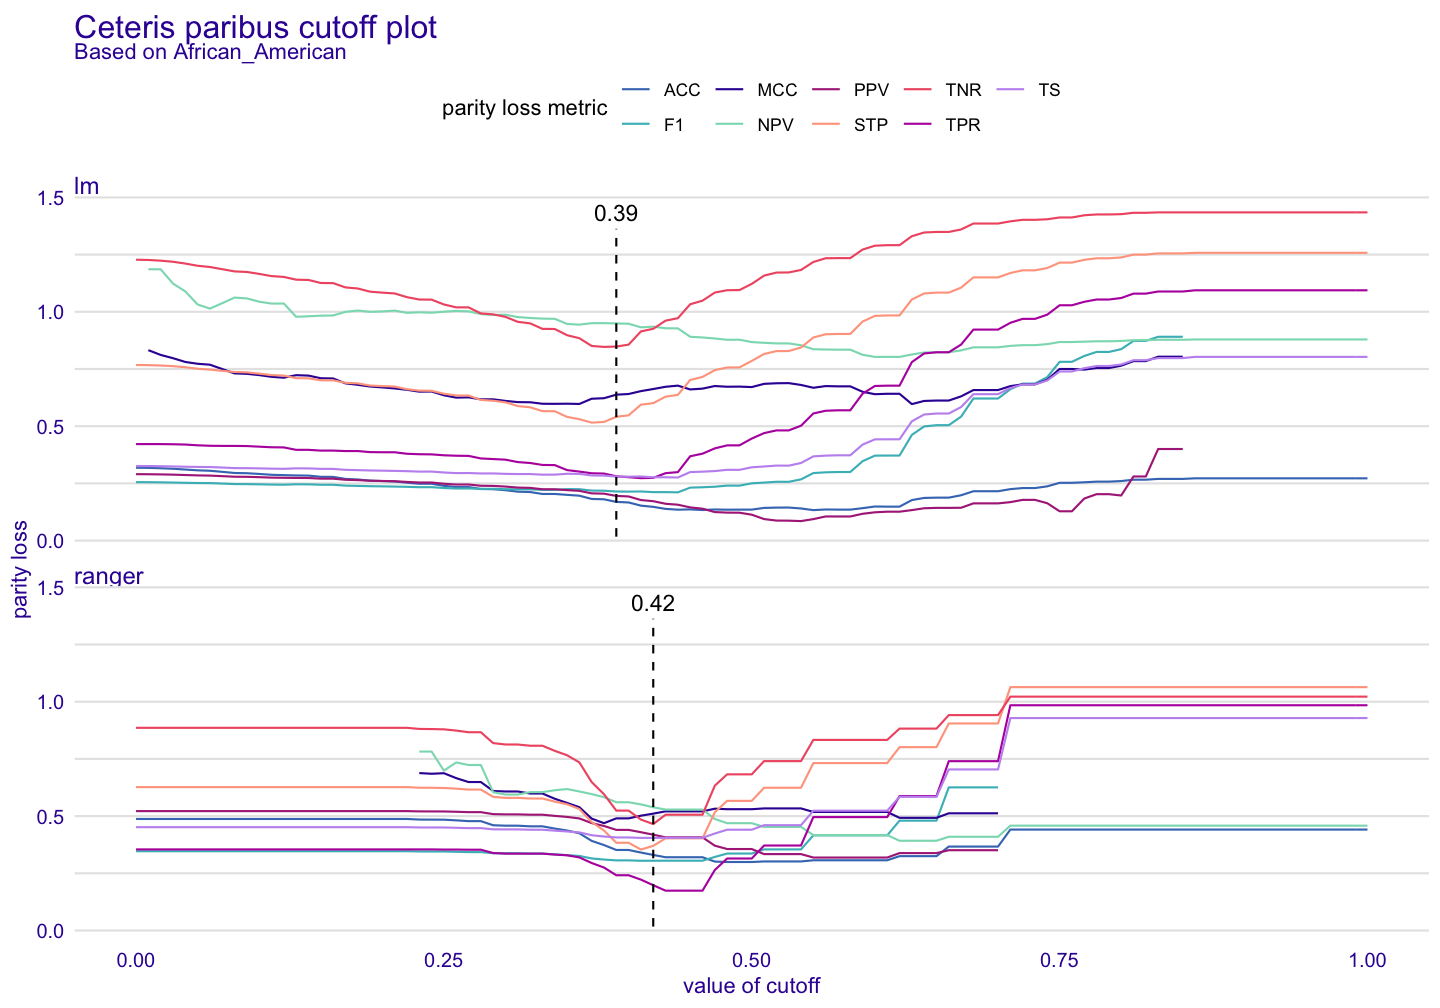 Ceteris paribus cutoff plot
Based on African_American
parity loss metric
ACC MCC PPV TNR TS
F1 NPV STP TPR
lm
1.5
0.39
1.0
0.5
0.0
parity loss
ranger
1.5
0.42
1.0
0.5
0.0
0.00 0.25 0.50 0.75 1.00
value of cutoff